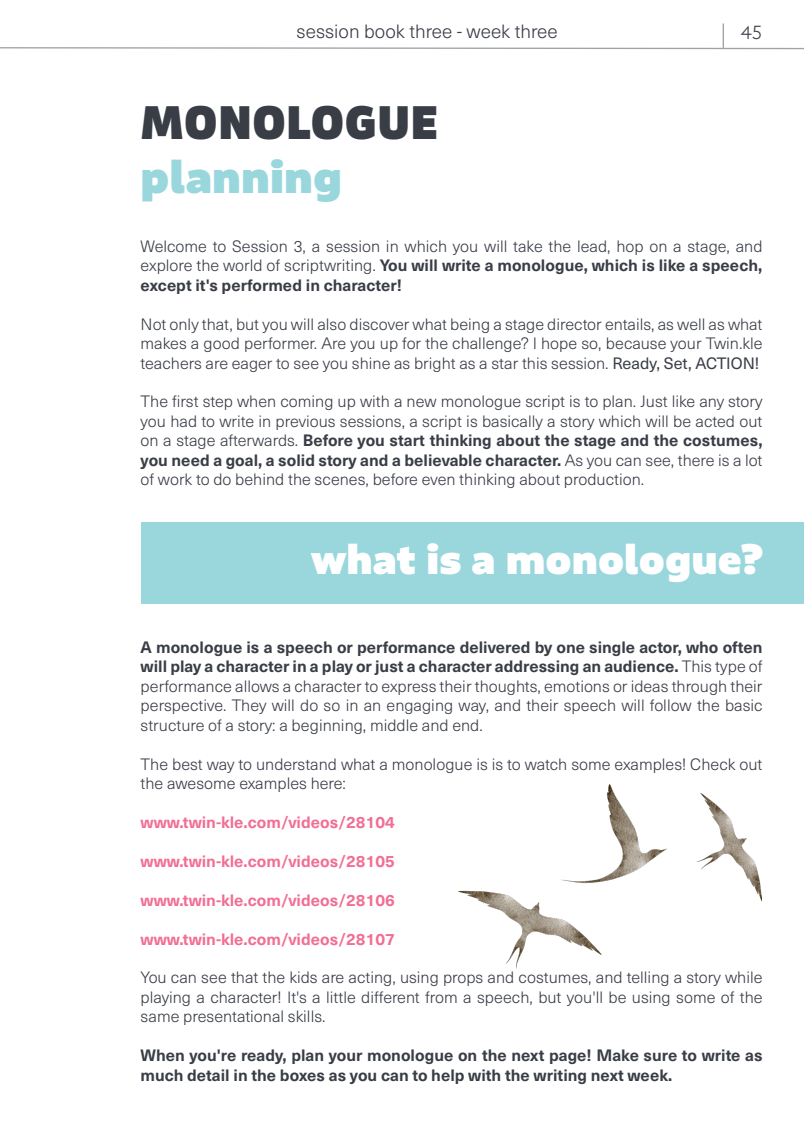 session book three - week three
45
MONOLOGUE
planning
Welcome to Session 3, a session in which you will take the lead, hop on a stage, and
explore the world of scriptwriting. You will write a monologue, which is like a speech,
except it's performed in character!
Not only that, but you will also discover what being a stage director entails, as well as what
makes a good performer. Are you up for the challenge? I hope so, because your Twin.kle
teachers are eager to see you shine as bright as a star this session. Ready, Set, ACTION!
The first step when coming up with a new monologue script is to plan. Just like any story
you had to write in previous sessions, a script is basically a story which will be acted out
on a stage afterwards. Before you start thinking about the stage and the costumes,
you need a goal, a solid story and a believable character. As you can see, there is a lot
of work to do behind the scenes, before even thinking about production.
what is a monologue?
A monologue is a speech or performance delivered by one single actor, who often
will play a character in a play or just a character addressing an audience. This type of
performance allows a character to express their thoughts, emotions or ideas through their
perspective. They will do so in an engaging way, and their speech will follow the basic
structure of a story: a beginning, middle and end.
The best way to understand what a monologue is is to watch some examples! Check out
the awesome examples here:
www.twin-kle.com/videos/28104
www.twin-kle.com/videos/28105
www.twin-kle.com/videos/28106
www.twin-kle.com/videos/28107
You can see that the kids are acting, using props and costumes, and telling a story while
playing a character! It's a little different from a speech, but you'll be using some of the
same presentational skills.
When you're ready, plan your monologue on the next page! Make sure to write as
much detail in the boxes as you can to help with the writing next week.